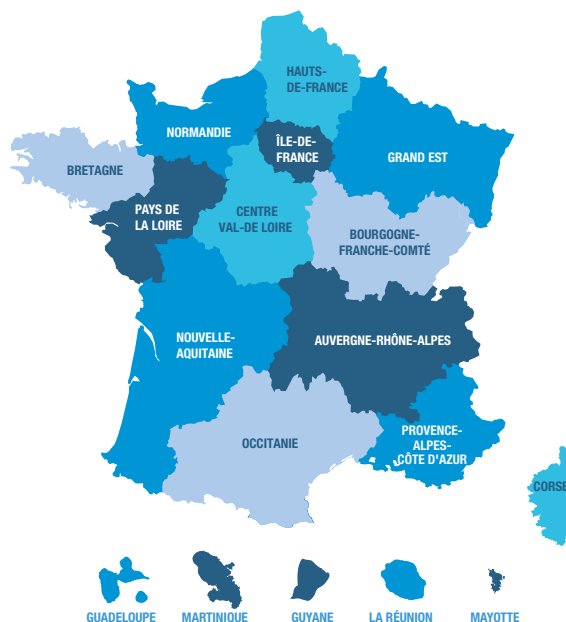 HAUTS-
DE-FRANCE
NORMANDIE
ÎLE-DE-
FRANCE
GRAND EST
BRETAGNE
PAYS DE
LA LOIRE
CENTRE
VAL-DE LOIRE
BOURGOGNE-
FRANCHE-COMTÉ
NOUVELLE-
AQUITAINE
AUVERGNE-RHÔNE-ALPES
OCCITANIE
PROVENCE-
ALPES-
CÔTE D'AZUR
CORSE
GUADELOUPE
MARTINIQUE
GUYANE
LA RÉUNION
MAYOTTE